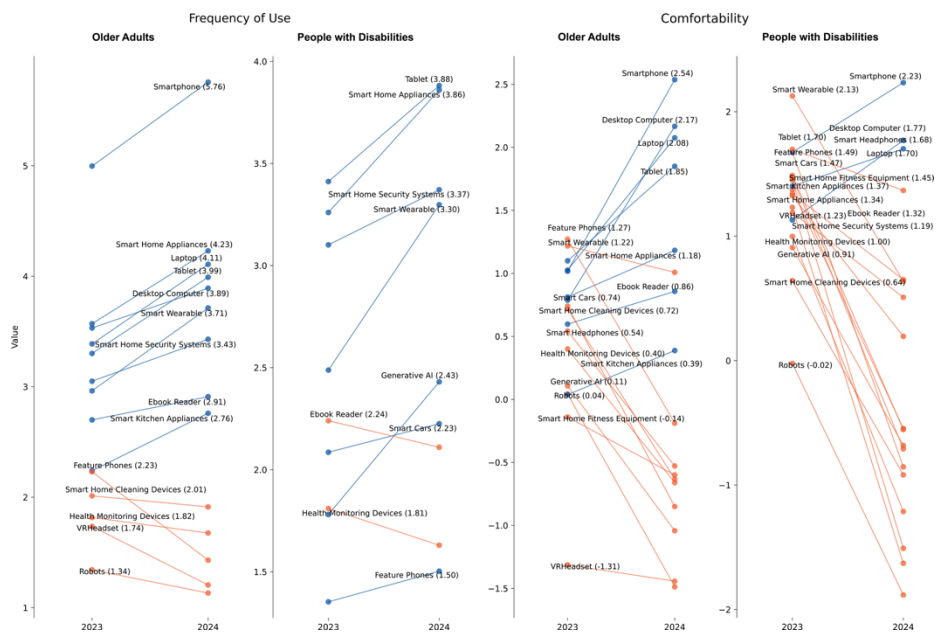 Frequency of Use
Comfortability
Older Adults
People with Disabilities
Older Adults
People with Disabilities
Value
5
4
3
2
1
Smartphone (5.76)
Smart Home Appliances (4.23)
Laptop (4.11)
Tablet (3.99)
Desktop Computer (3.89)
Smart Wearable (3.71)
Smart Home Security Systems (3.43)
Ebook Reader (2.91)
Smart Kitchen Appliances (2.76)
Feature Phones (2.23)
Smart Home Cleaning Devices (2.01)
Health Monitoring Devices (1.82)
VRHeadset (1.74)
Robots (1.34)
2023
2024
4.0
3.5
3.0
2.5
2.0
1.5
Tablet (3.88)
Smart Home Appliances (3.86)
Smart Home Security Systems (3.37)
Smart Wearable (3.30)
Generative AI (2.43)
Ebook Reader (2.24)
Smart Cars (2.23)
Health Monitoring Devices (1.81)
Feature Phones (1.50)
2023
2024
2.5
2.0
1.5
1.0
0.5
0.0
−0.5
−1.0
−1.5
Smartphone (2.54)
Desktop Computer (2.17)
Laptop (2.08)
Tablet (1.85)
Feature Phones (1.27)
Smart Wearable (1.22)
Smart Home Appliances (1.18)
Ebook Reader (0.86)
Smart Cars (0.74)
Smart Home Cleaning Devices (0.72)
Smart Headphones (0.54)
Health Monitoring Devices (0.40)
Smart Kitchen Appliances (0.39)
Generative AI (0.11)
Robots (0.04)
Smart Home Fitness Equipment (-0.14)
VRHeadset (-1.31)
2023
2024
2
1
0
−1
−2
Smartphone (2.23)
Smart Wearable (2.13)
Desktop Computer (1.77)
Tablet (1.70)
Smart Headphones (1.68)
Feature Phones (1.49)
Laptop (1.70)
Smart Cars (1.47)
Smart Home Fitness Equipment (1.45)
Smart Kitchen Appliances (1.37)
Smart Home Appliances (1.34)
VRHeadset (1.23)
Ebook Reader (1.32)
Smart Home Security Systems (1.19)
Health Monitoring Devices (1.00)
Generative AI (0.91)
Smart Home Cleaning Devices (0.64)
Robots (-0.02)
2023
2024